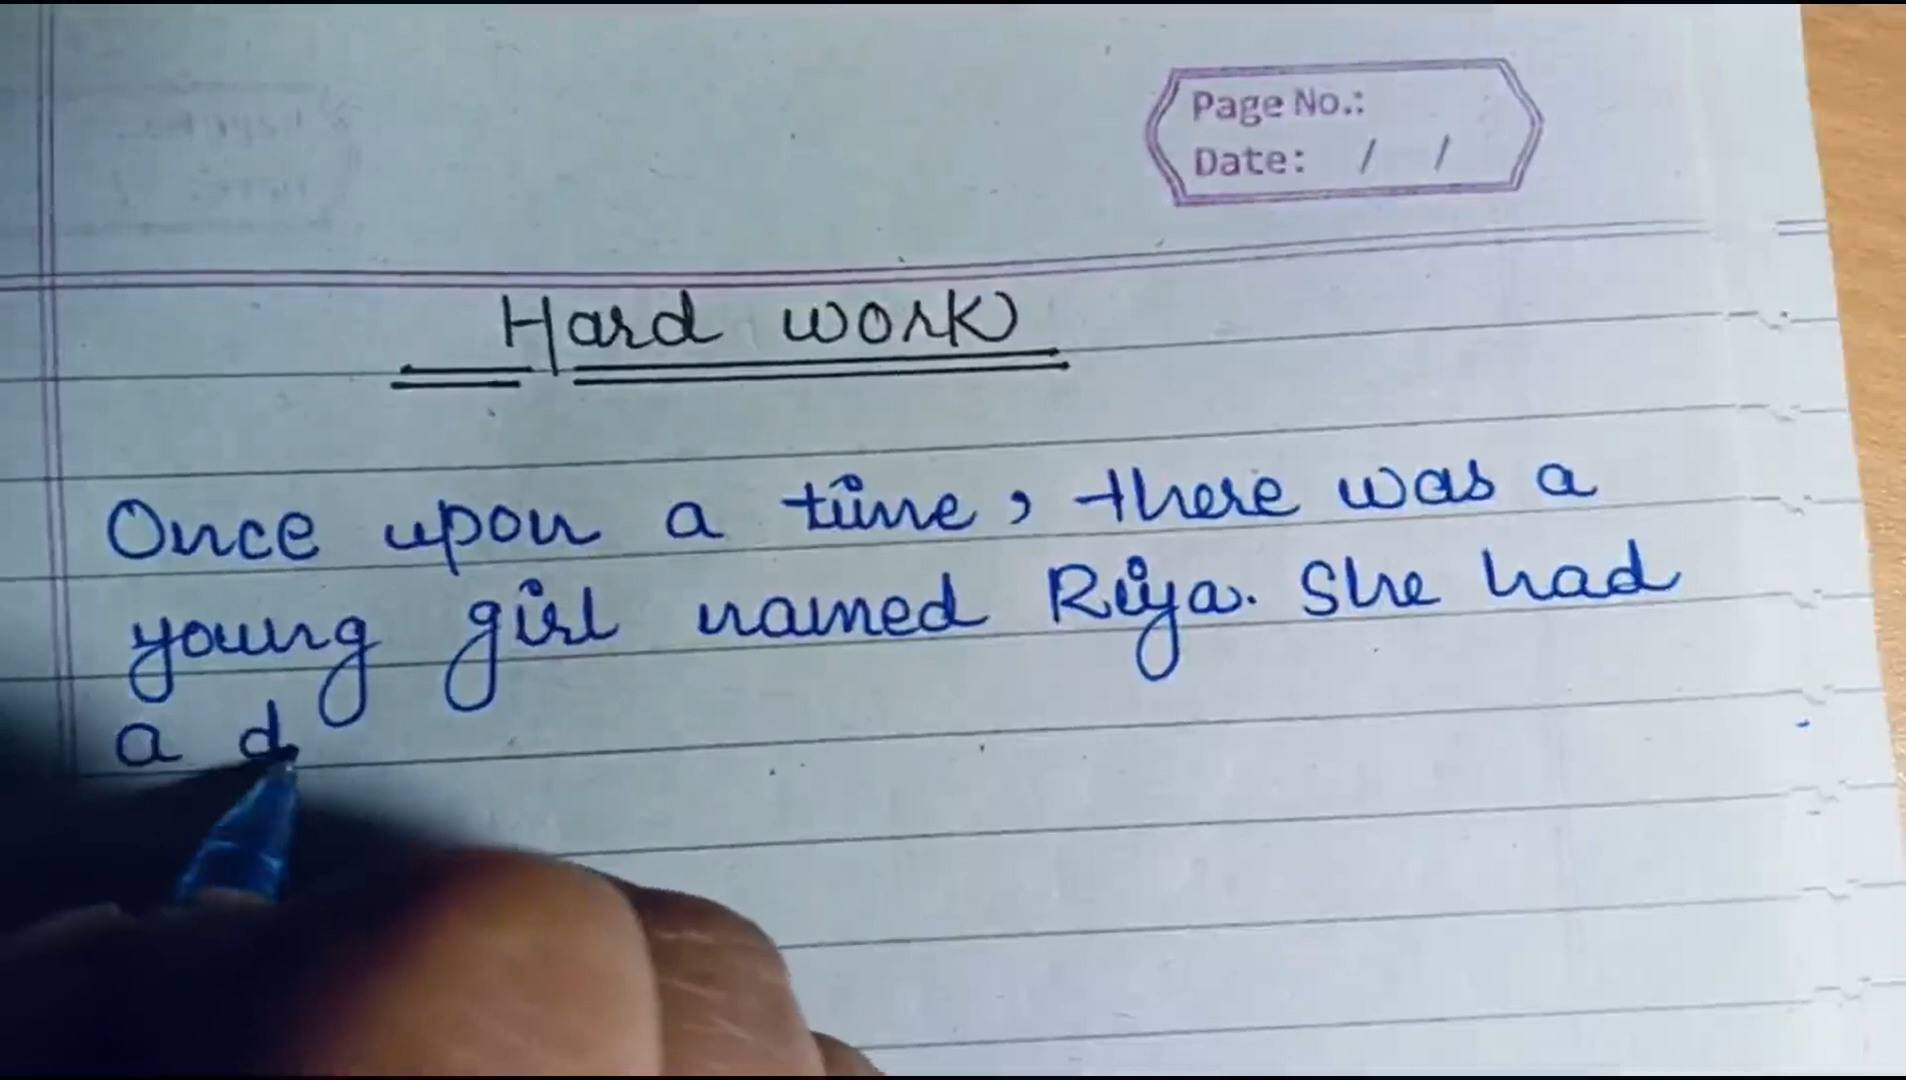 Page No.:
Date: / /
Hard work
Once upon a time, there was a
young girl named Riya. She had
a d